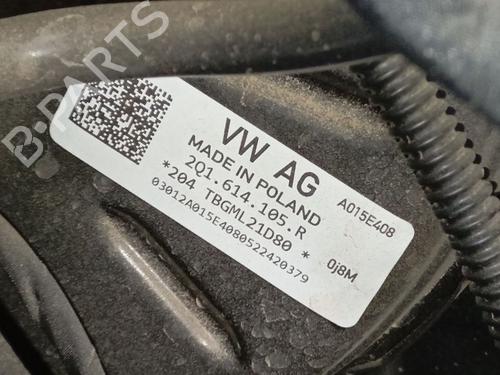 B-PARTS
VW AG
MADE IN POLAND
2Q1.614.105.R
*204 TBGML21D80 *
03012A015E4080522420379
A015E408
0j8M